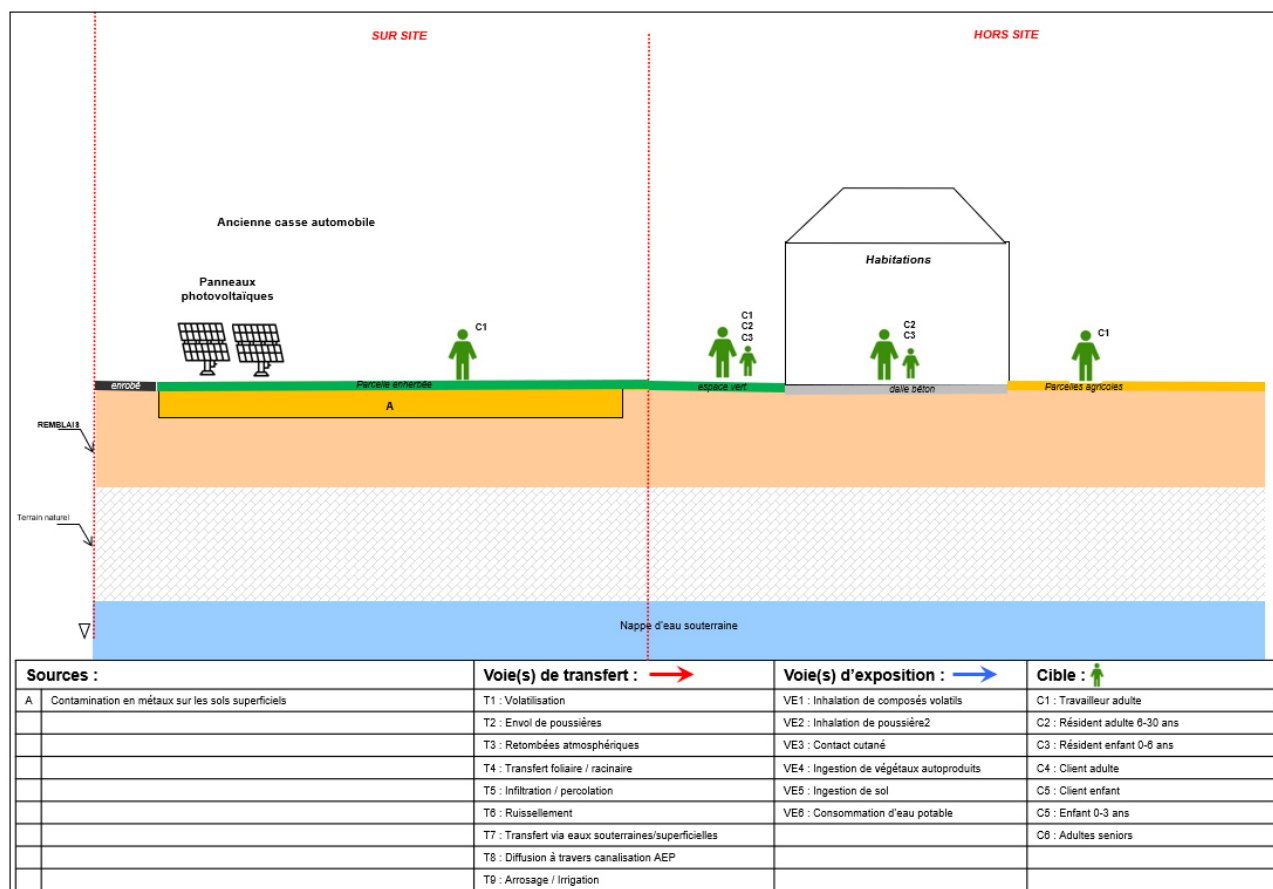 SUR SITE
HORS SITE
Ancienne casse automobile
Habitations
Panneaux
photovoltaïques
C1
C1
C2
C3
C2
C3
C1
enrobé
Parcelle enherbée
espace vert
dalle béton
Parcelles agricoles
A
REMBLAIS
Terrain naturel
Nappe d'eau souterraine
Sources :
Voie(s) de transfert :
Voie(s) d'exposition :
Cible :
A Contamination en métaux sur les sols superficiels
T1 : Volatilisation
VE1 : Inhalation de composés volatils
C1 : Travailleur adulte
T2 : Envol de poussières
VE2 : Inhalation de poussière2
C2 : Résident adulte 6-30 ans
T3 : Retombées atmosphériques
VE3 : Contact cutané
C3 : Résident enfant 0-6 ans
T4 : Transfert foliaire / racinaire
VE4 : Ingestion de végétaux autoproduits
C4 : Client adulte
T5 : Infiltration / percolation
VE5 : Ingestion de sol
C5 : Client enfant
T6 : Ruissellement
VE6 : Consommation d'eau potable
C5 : Enfant 0-3 ans
T7 : Transfert via eaux souterraines/superficielles
C6 : Adultes seniors
T8 : Diffusion à travers canalisation AEP
T9 : Arrosage / Irrigation